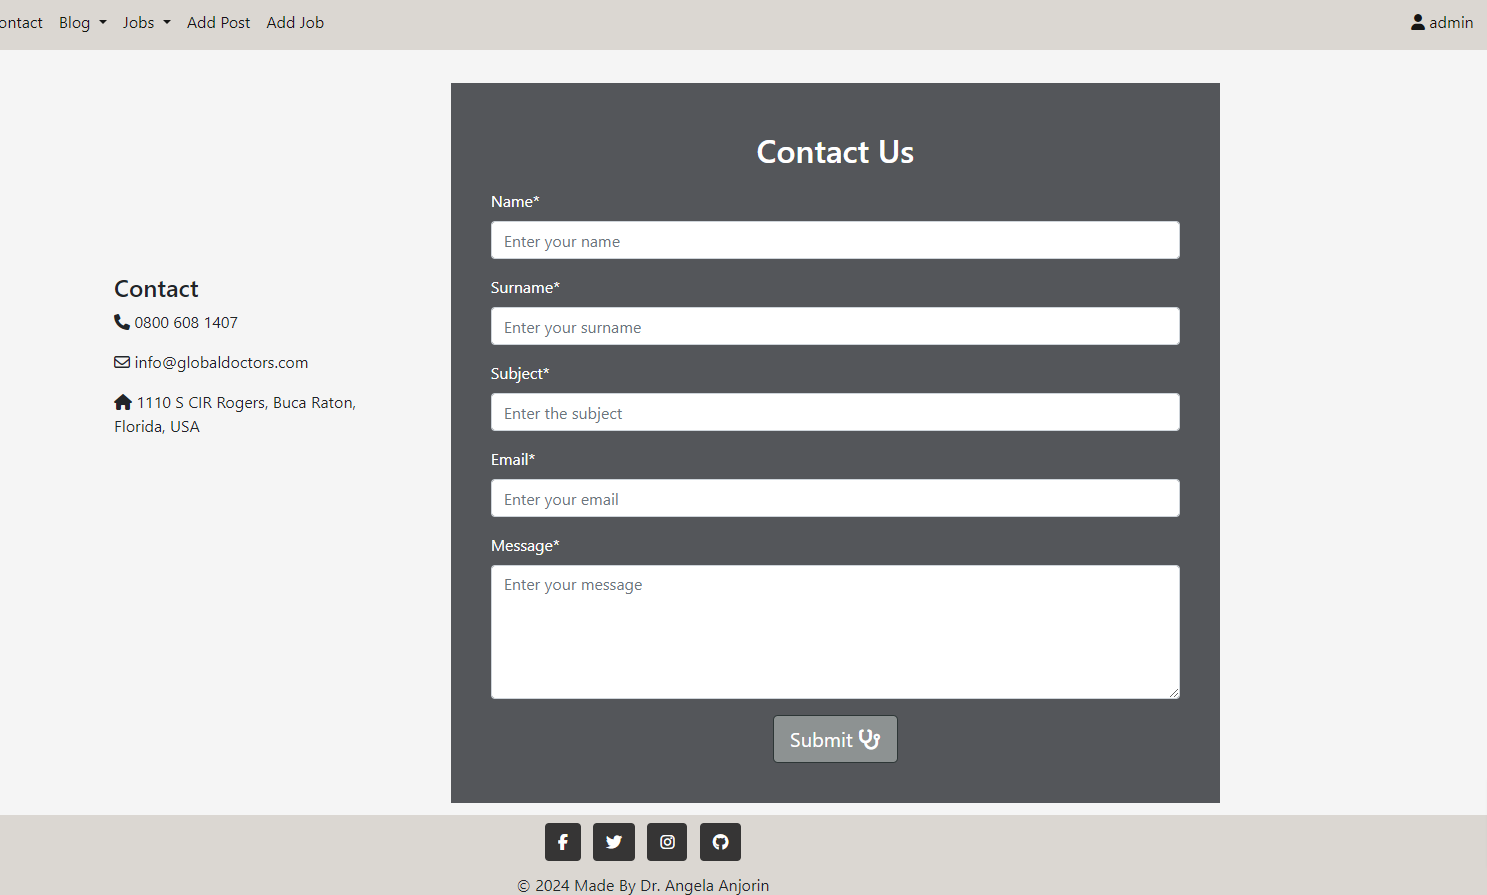 ontact Blog Jobs Add Post Add Job admin
Contact
0800 608 1407
info@globaldoctors.com
1110 S CIR Rogers, Buca Raton,
Florida, USA
Contact Us
Name*
Enter your name
Surname*
Enter your surname
Subject*
Enter the subject
Email*
Enter your email
Message*
Enter your message
Submit
© 2024 Made By Dr. Angela Anjorin